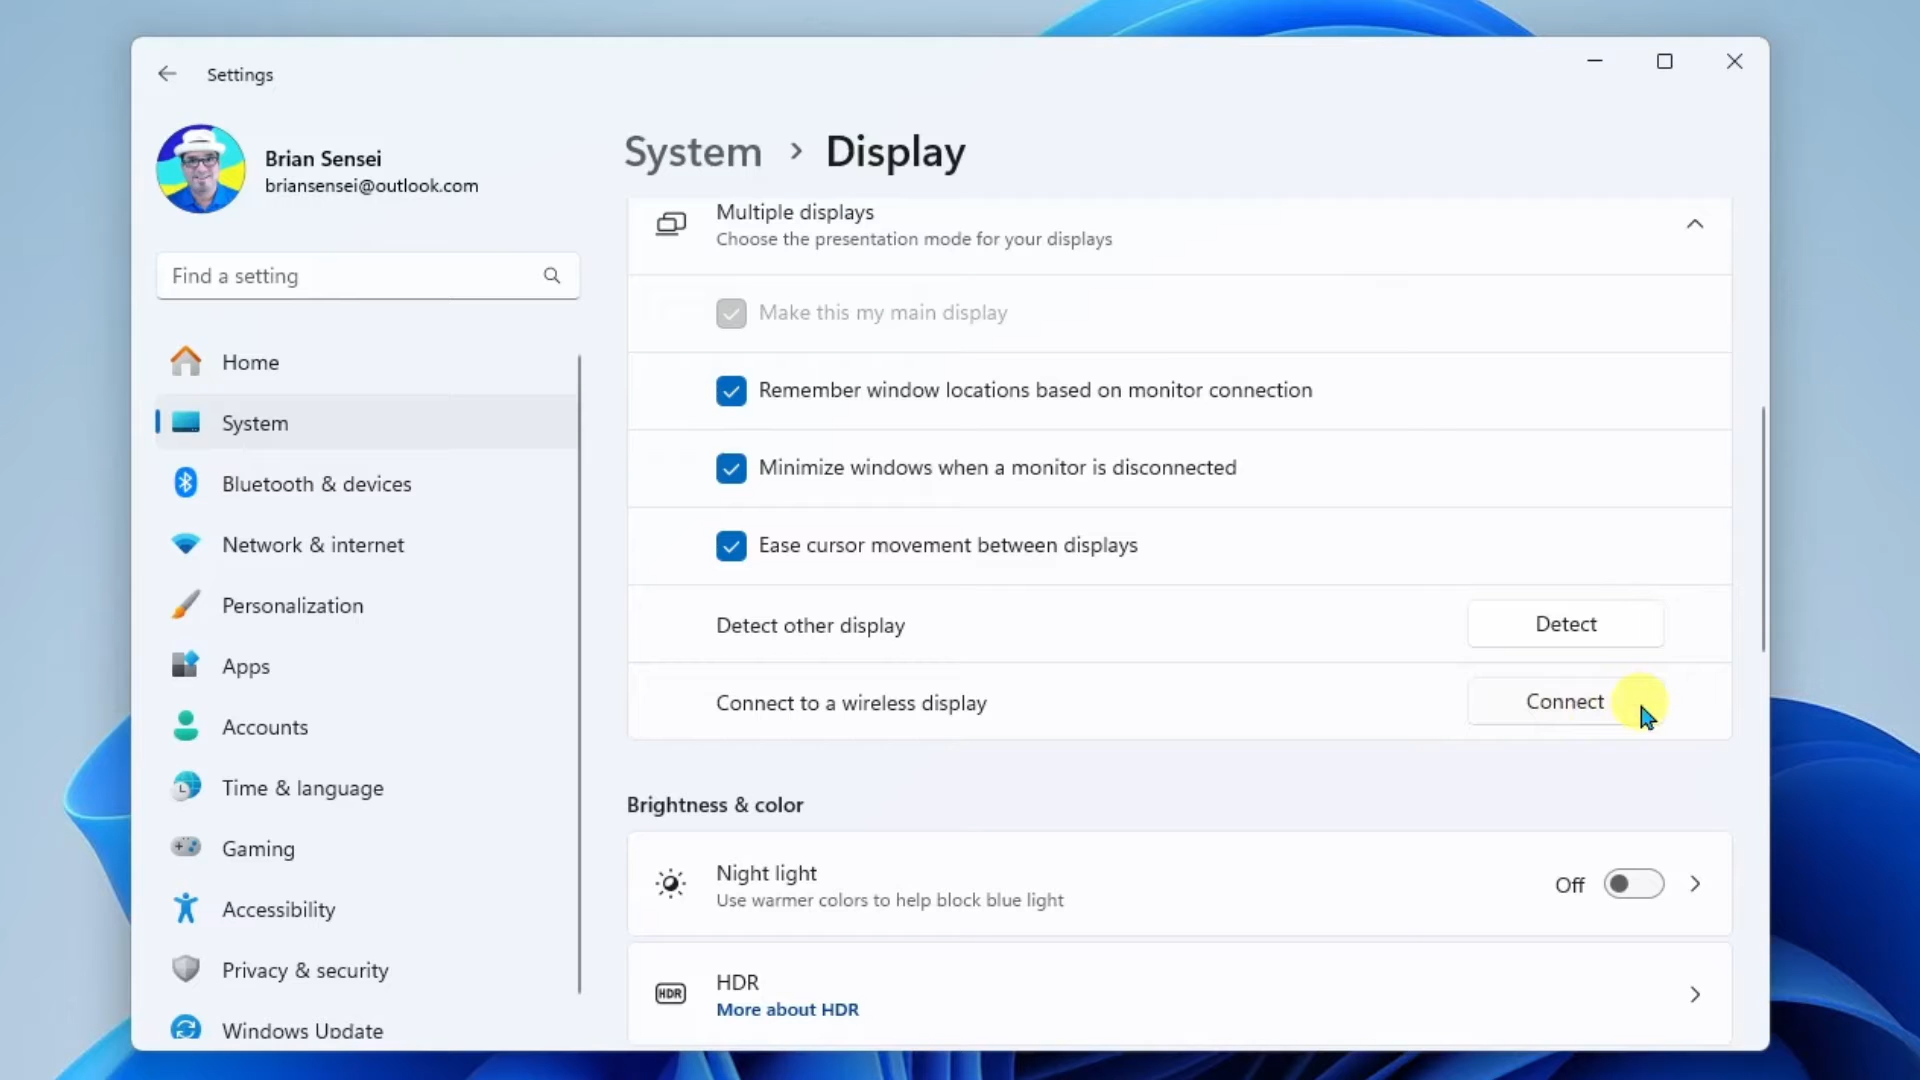 Settings
Brian Sensei
briansensei@outlook.com
Find a setting
Home
System
Bluetooth & devices
Network & internet
Personalization
Apps
Accounts
Time & language
Gaming
Accessibility
Privacy & security
Windows Update
System > Display
Multiple displays
Choose the presentation mode for your displays
Make this my main display
Remember window locations based on monitor connection
Minimize windows when a monitor is disconnected
Ease cursor movement between displays
Detect other display
Detect
Connect to a wireless display
Connect
Brightness & color
Night light
Use warmer colors to help block blue light
Off
HDR
HDR
More about HDR